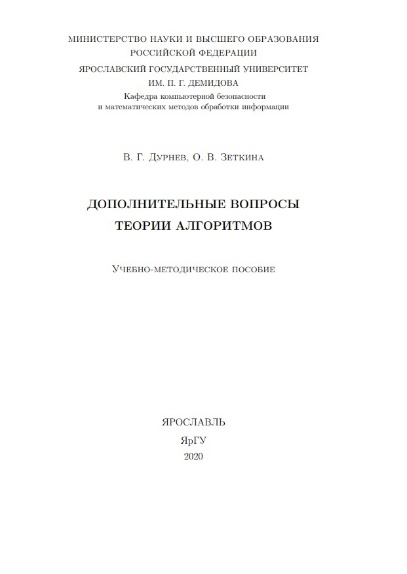 МИНИСТЕРСТВО НАУКИ И ВЫСШЕГО ОБРАЗОВАНИЯ
РОССИЙСКОЙ ФЕДЕРАЦИИ
ЯРОСЛАВСКИЙ ГОСУДАРСТВЕННЫЙ УНИВЕРСИТЕТ
ИМ. П. Г. ДЕМИДОВА
Кафедра компьютерной безопасности
и математических методов обработки информации
В. Г. Дурнев, О. В. Зеткина
ДОПОЛНИТЕЛЬНЫЕ ВОПРОСЫ
ТЕОРИИ АЛГОРИТМОВ
Учебно-методическое пособие
ЯРОСЛАВЛЬ
ЯрГУ
2020